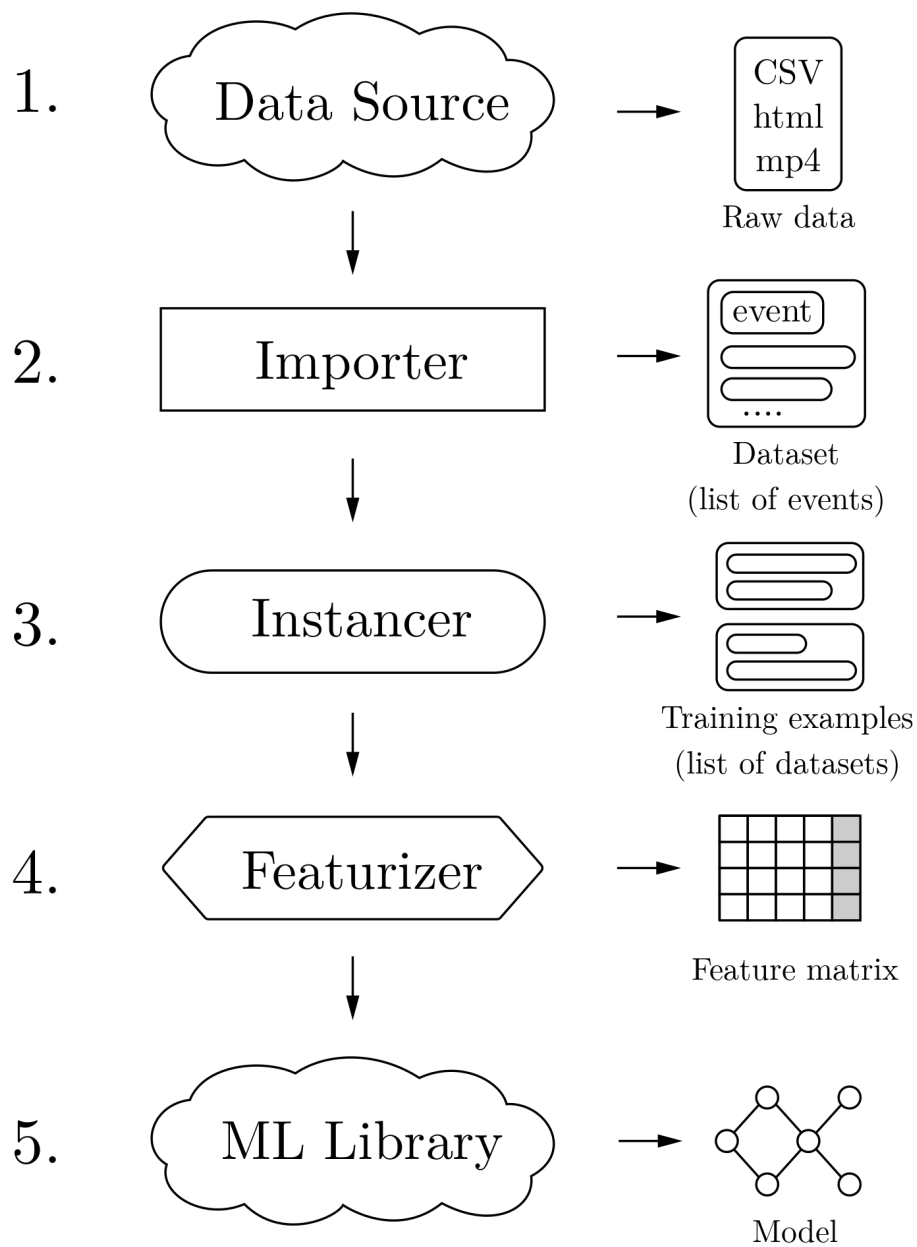 1.
Data Source
CSV
html
mp4
Raw data
2.
Importer
event
....
Dataset
(list of events)
3.
Instancer
Training examples
(list of datasets)
4.
Featurizer
Feature matrix
5.
ML Library
Model